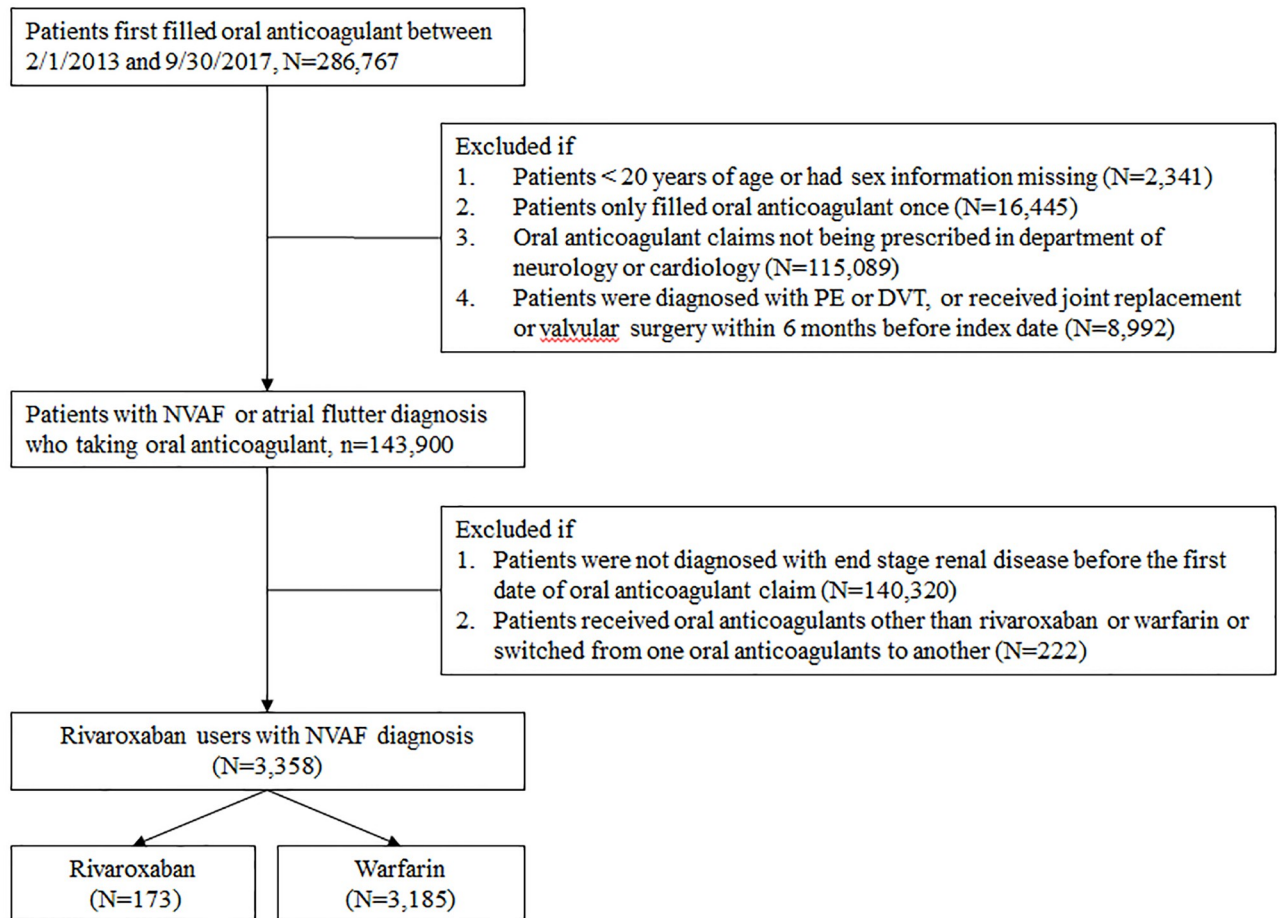 Patients first filled oral anticoagulant between
2/1/2013 and 9/30/2017, N=286,767
Excluded if
1. Patients < 20 years of age or had sex information missing (N=2,341)
2. Patients only filled oral anticoagulant once (N=16,445)
3. Oral anticoagulant claims not being prescribed in department of
neurology or cardiology (N=115,089)
4. Patients were diagnosed with PE or DVT, or received joint replacement
or valvular surgery within 6 months before index date (N=8,992)
Patients with NVAF or atrial flutter diagnosis
who taking oral anticoagulant, n=143,900
Excluded if
1. Patients were not diagnosed with end stage renal disease before the first
date of oral anticoagulant claim (N=140,320)
2. Patients received oral anticoagulants other than rivaroxaban or warfarin or
switched from one oral anticoagulants to another (N=222)
Rivaroxaban users with NVAF diagnosis
(N=3,358)
Rivaroxaban
(N=173)
Warfarin
(N=3,185)